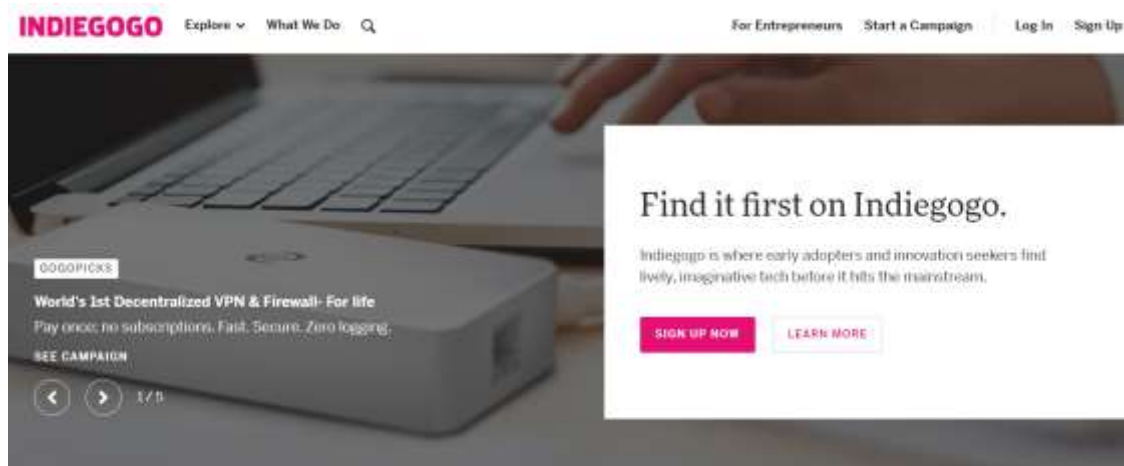 INDIEGOGO Explore What We Do For Entrepreneurs Start a Campaign Log In Sign Up
GOGOPICKS
World's 1st Decentralized VPN & Firewall- For life
Pay once; no subscriptions. Fast. Secure. Zero logging.
SEE CAMPAIGN
1/5
Find it first on Indiegogo.
Indiegogo is where early adopters and innovation seekers find
lively, imaginative tech before it hits the mainstream.
SIGN UP NOW LEARN MORE